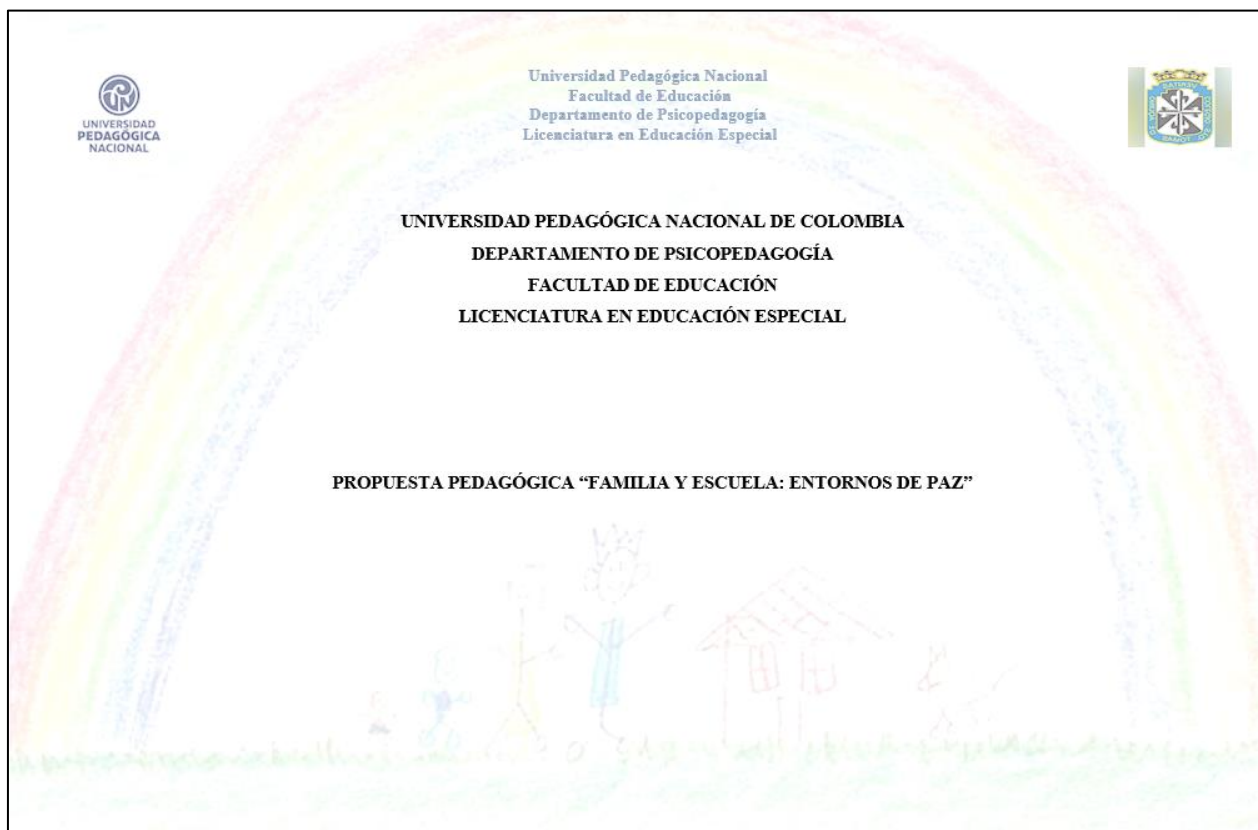 UNIVERSIDAD
PEDAGÓGICA
NACIONAL
Universidad Pedagógica Nacional
Facultad de Educación
Departamento de Psicopedagogía
Licenciatura en Educación Especial
UNIVERSIDAD PEDAGÓGICA NACIONAL DE COLOMBIA
DEPARTAMENTO DE PSICOPEDAGOGÍA
FACULTAD DE EDUCACIÓN
LICENCIATURA EN EDUCACIÓN ESPECIAL
PROPUESTA PEDAGÓGICA “FAMILIA Y ESCUELA: ENTORNOS DE PAZ”